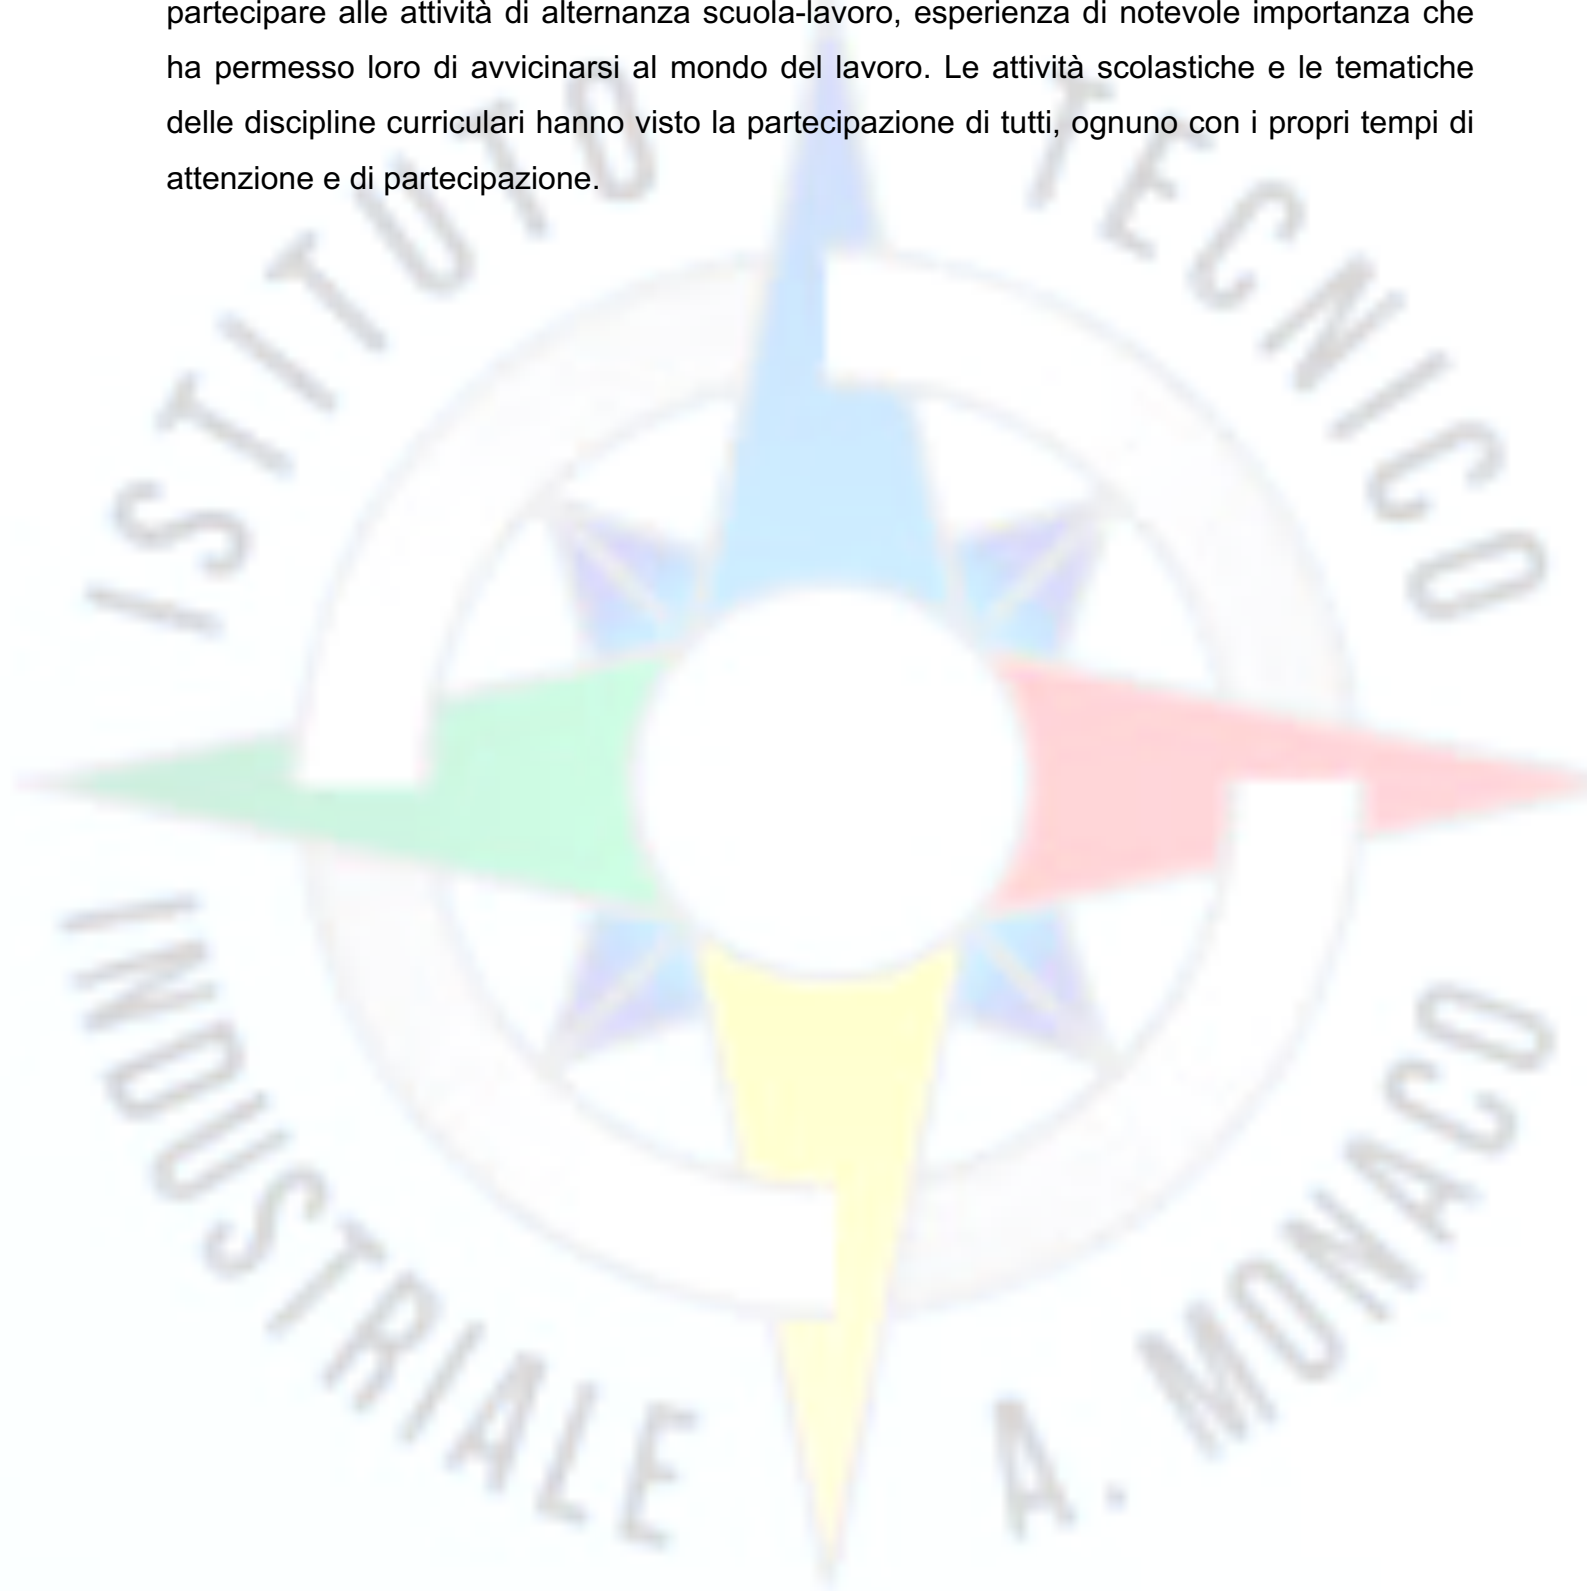 partecipare alle attività di alternanza scuola-lavoro, esperienza di notevole importanza che
ha permesso loro di avvicinarsi al mondo del lavoro. Le attività scolastiche e le tematiche
delle discipline curriculari hanno visto la partecipazione di tutti, ognuno con i propri tempi di
attenzione e di partecipazione.
ISTITUTO TECNICO
INDUSTRIALE A. MONACO